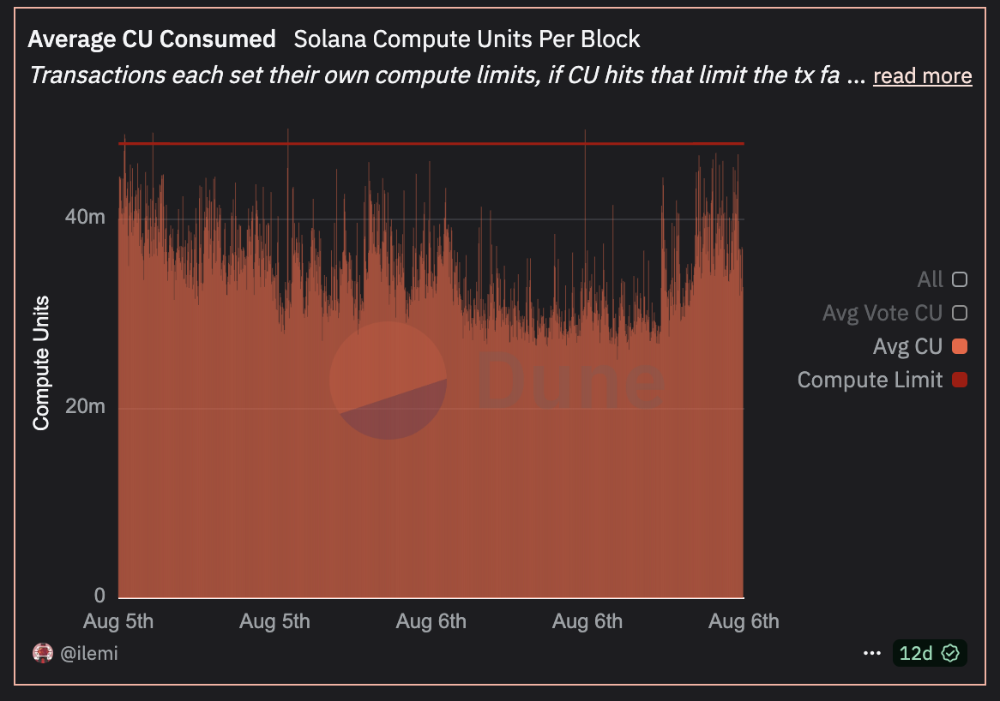 Average CU Consumed Solana Compute Units Per Block
Transactions each set their own compute limits, if CU hits that limit the tx fa ... read more
40m
20m
0
Compute Units
Dune
All
Avg Vote CU
Avg CU
Compute Limit
Aug 5th Aug 5th Aug 6th Aug 6th Aug 6th
@ilemi
12d